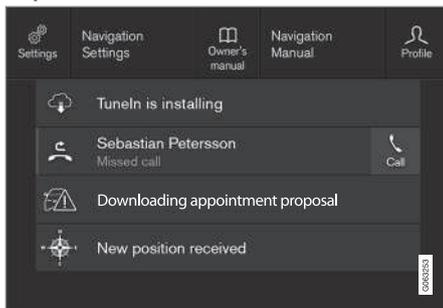 Settings
Navigation
Settings
Owner's
manual
Navigation
Manual
Profile
TuneIn is installing
Sebastian Petersson
Missed call
Call
Downloading appointment proposal
New position received
G063253